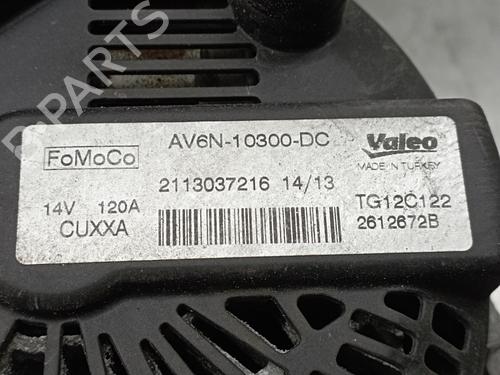 B-PARTS
FoMoCo
AV6N-10300-DC
Valeo
MADE IN TURKEY
2113037216 14/13
14V 120A
CUXXA
TG12C122
2612672B